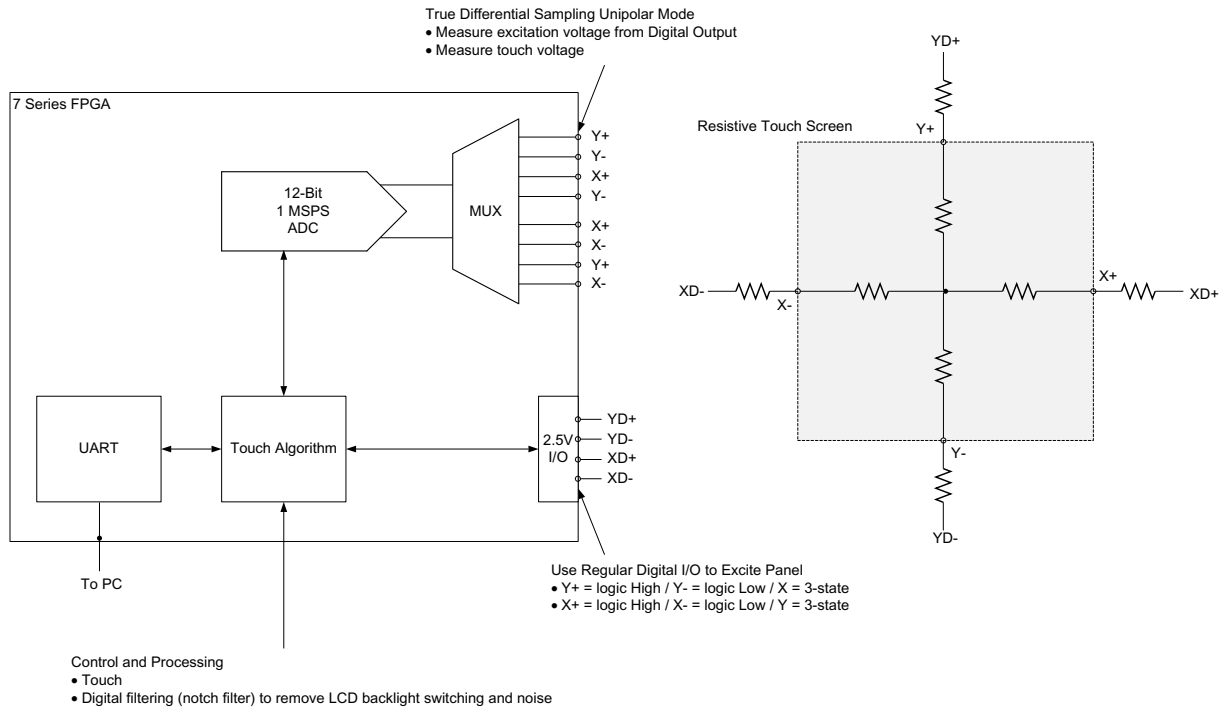 True Differential Sampling Unipolar Mode
• Measure excitation voltage from Digital Output
• Measure touch voltage
7 Series FPGA
12-Bit
1 MSPS
ADC
MUX
Y+
Y-
X+
Y-
X+
X-
Y+
X-
UART
Touch Algorithm
2.5V
I/O
YD+
YD-
XD+
XD-
To PC
Resistive Touch Screen
YD+
Y+
XD-
X-
X+
XD+
Y-
YD-
Use Regular Digital I/O to Excite Panel
• Y+ = logic High / Y- = logic Low / X = 3-state
• X+ = logic High / X- = logic Low / Y = 3-state
Control and Processing
• Touch
• Digital filtering (notch filter) to remove LCD backlight switching and noise